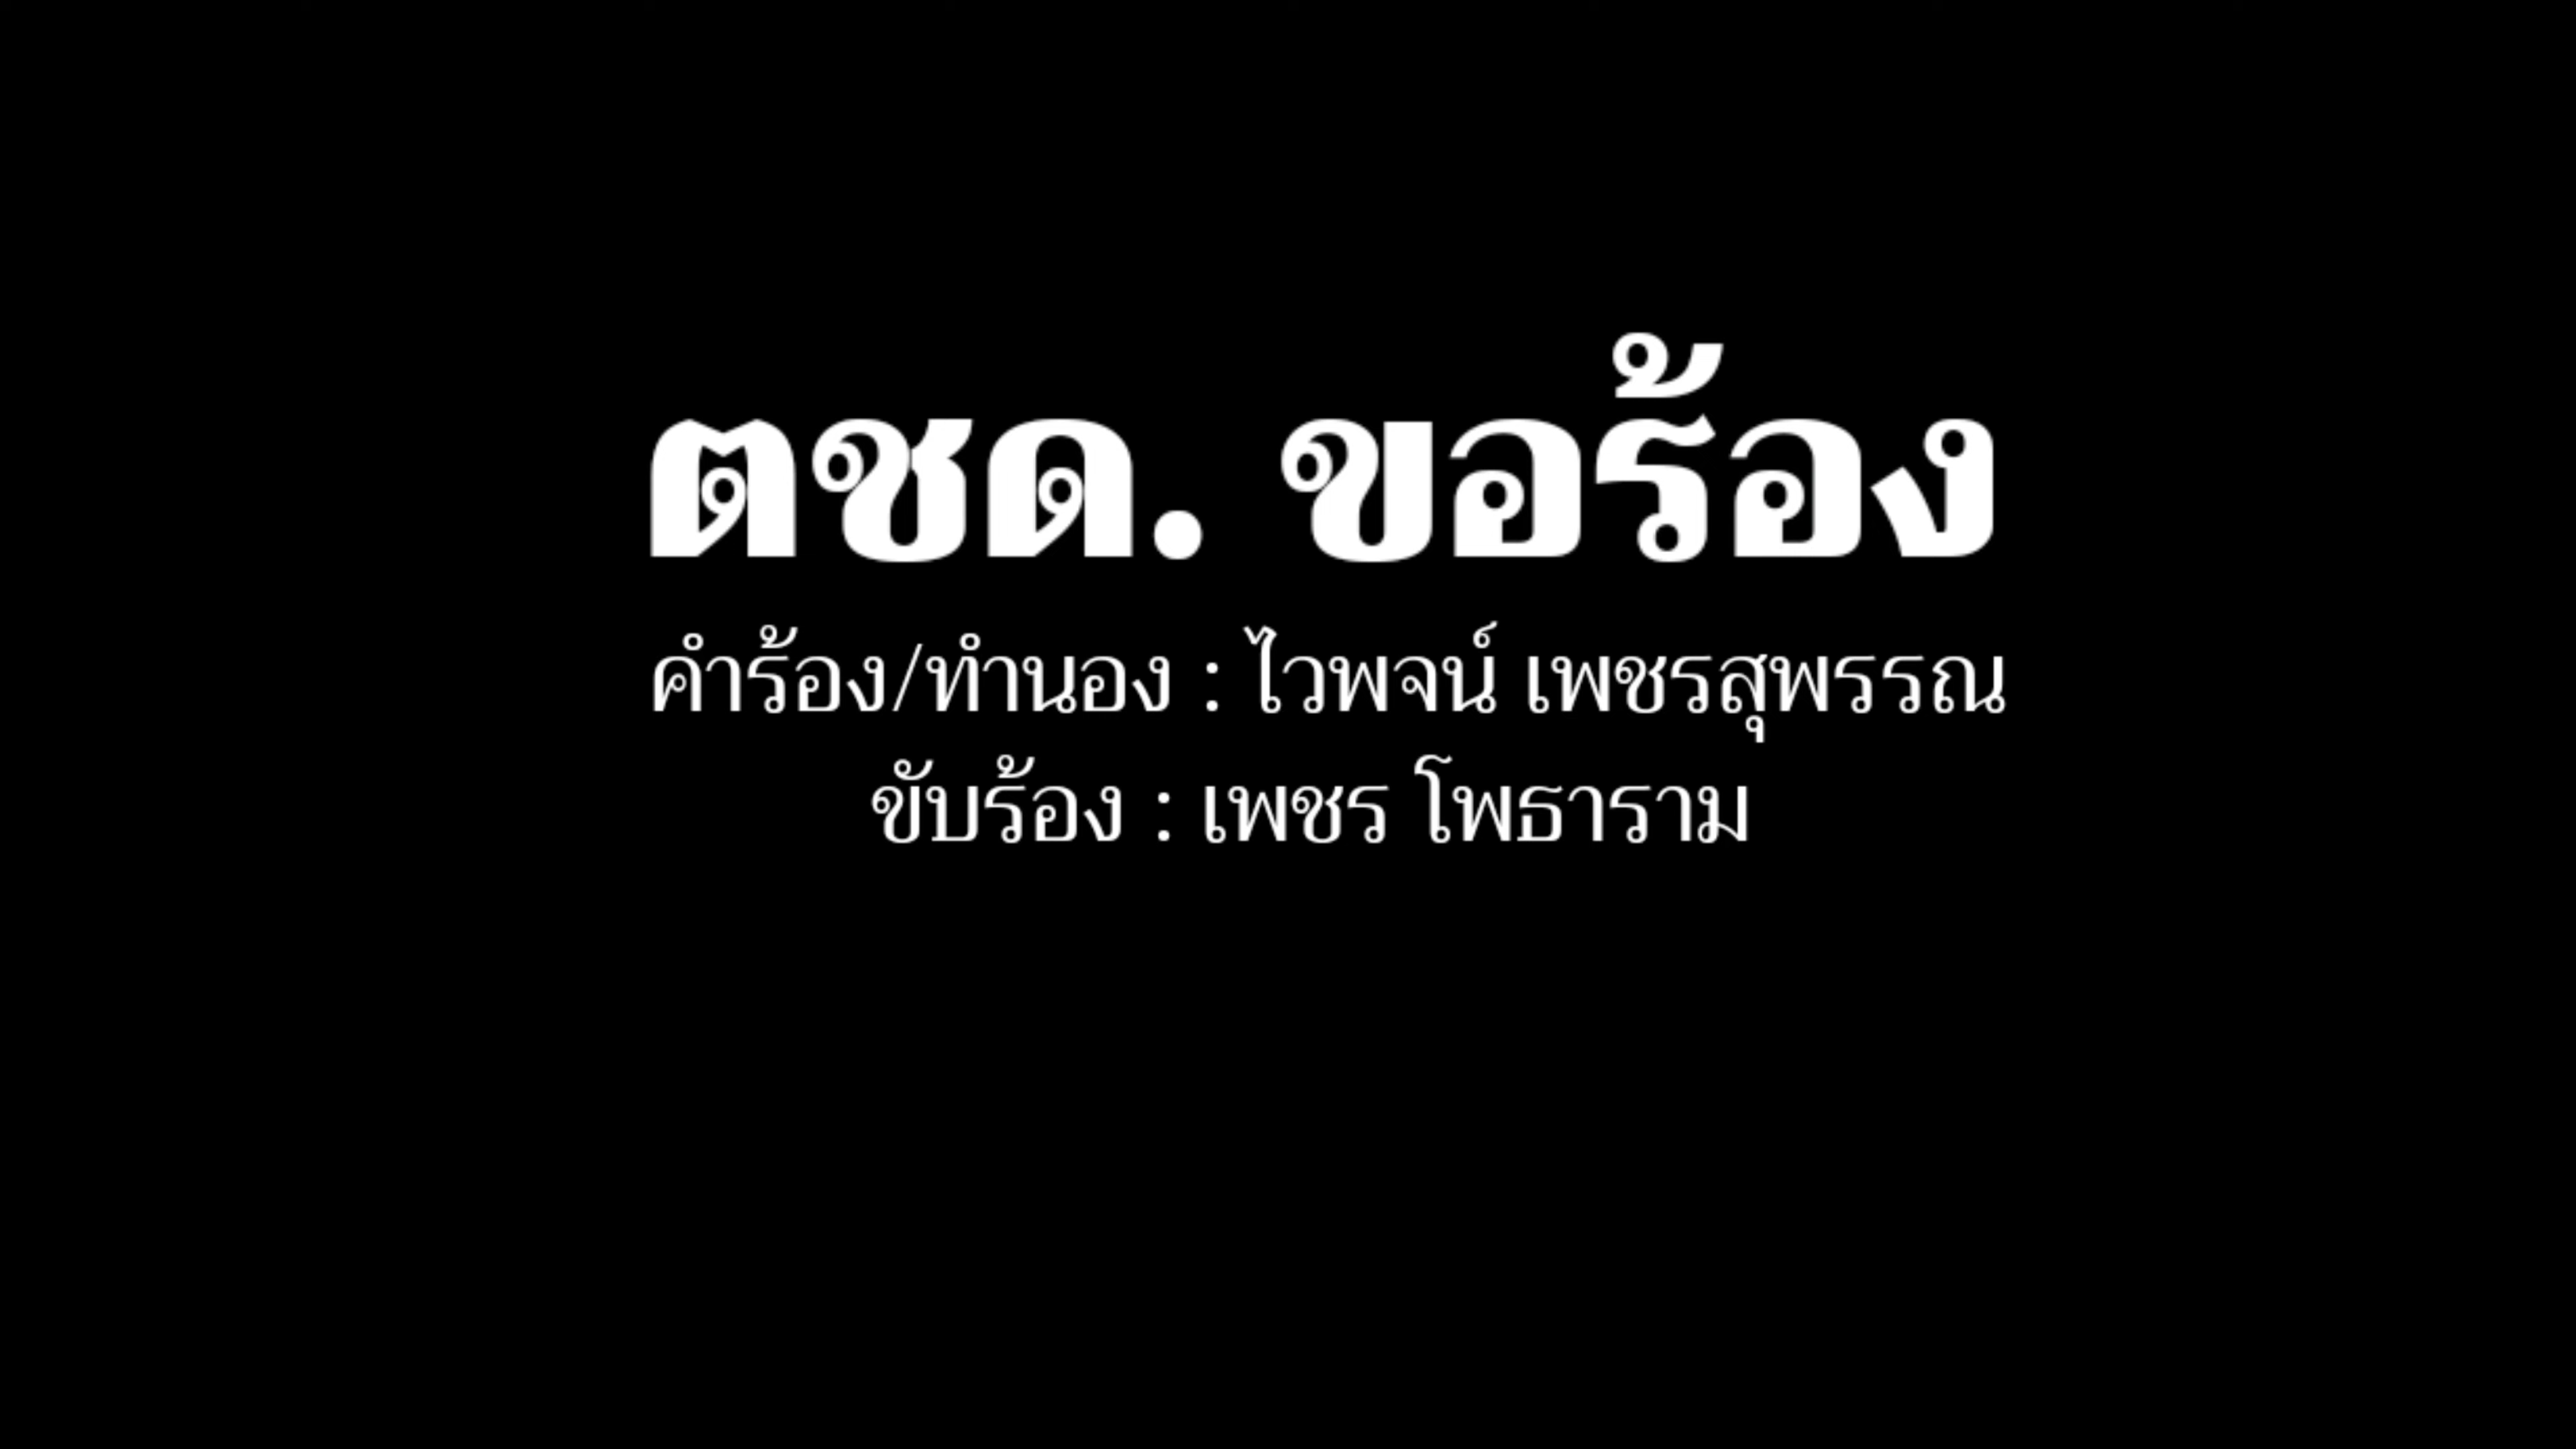 ตชด. ขอร้อง
คำร้อง/ทำนอง : ไวพจน์ เพชรสุพรรณ
ขับร้อง : เพชร โพธาราม